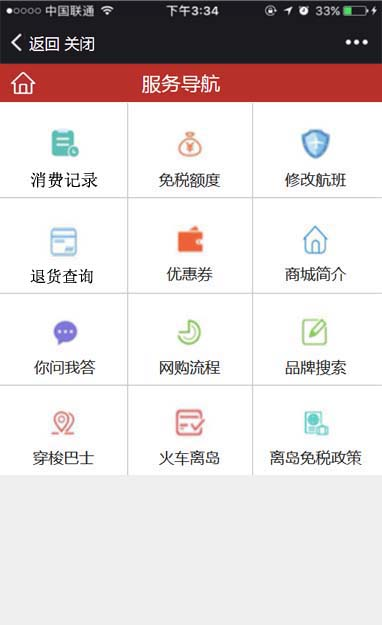 中国联通 下午3:34 33%
返回 关闭
服务导航
消费记录 免税额度 修改航班
退货查询 优惠券 商城简介
你问我答 网购流程 品牌搜索
穿梭巴士 火车离岛 离岛免税政策